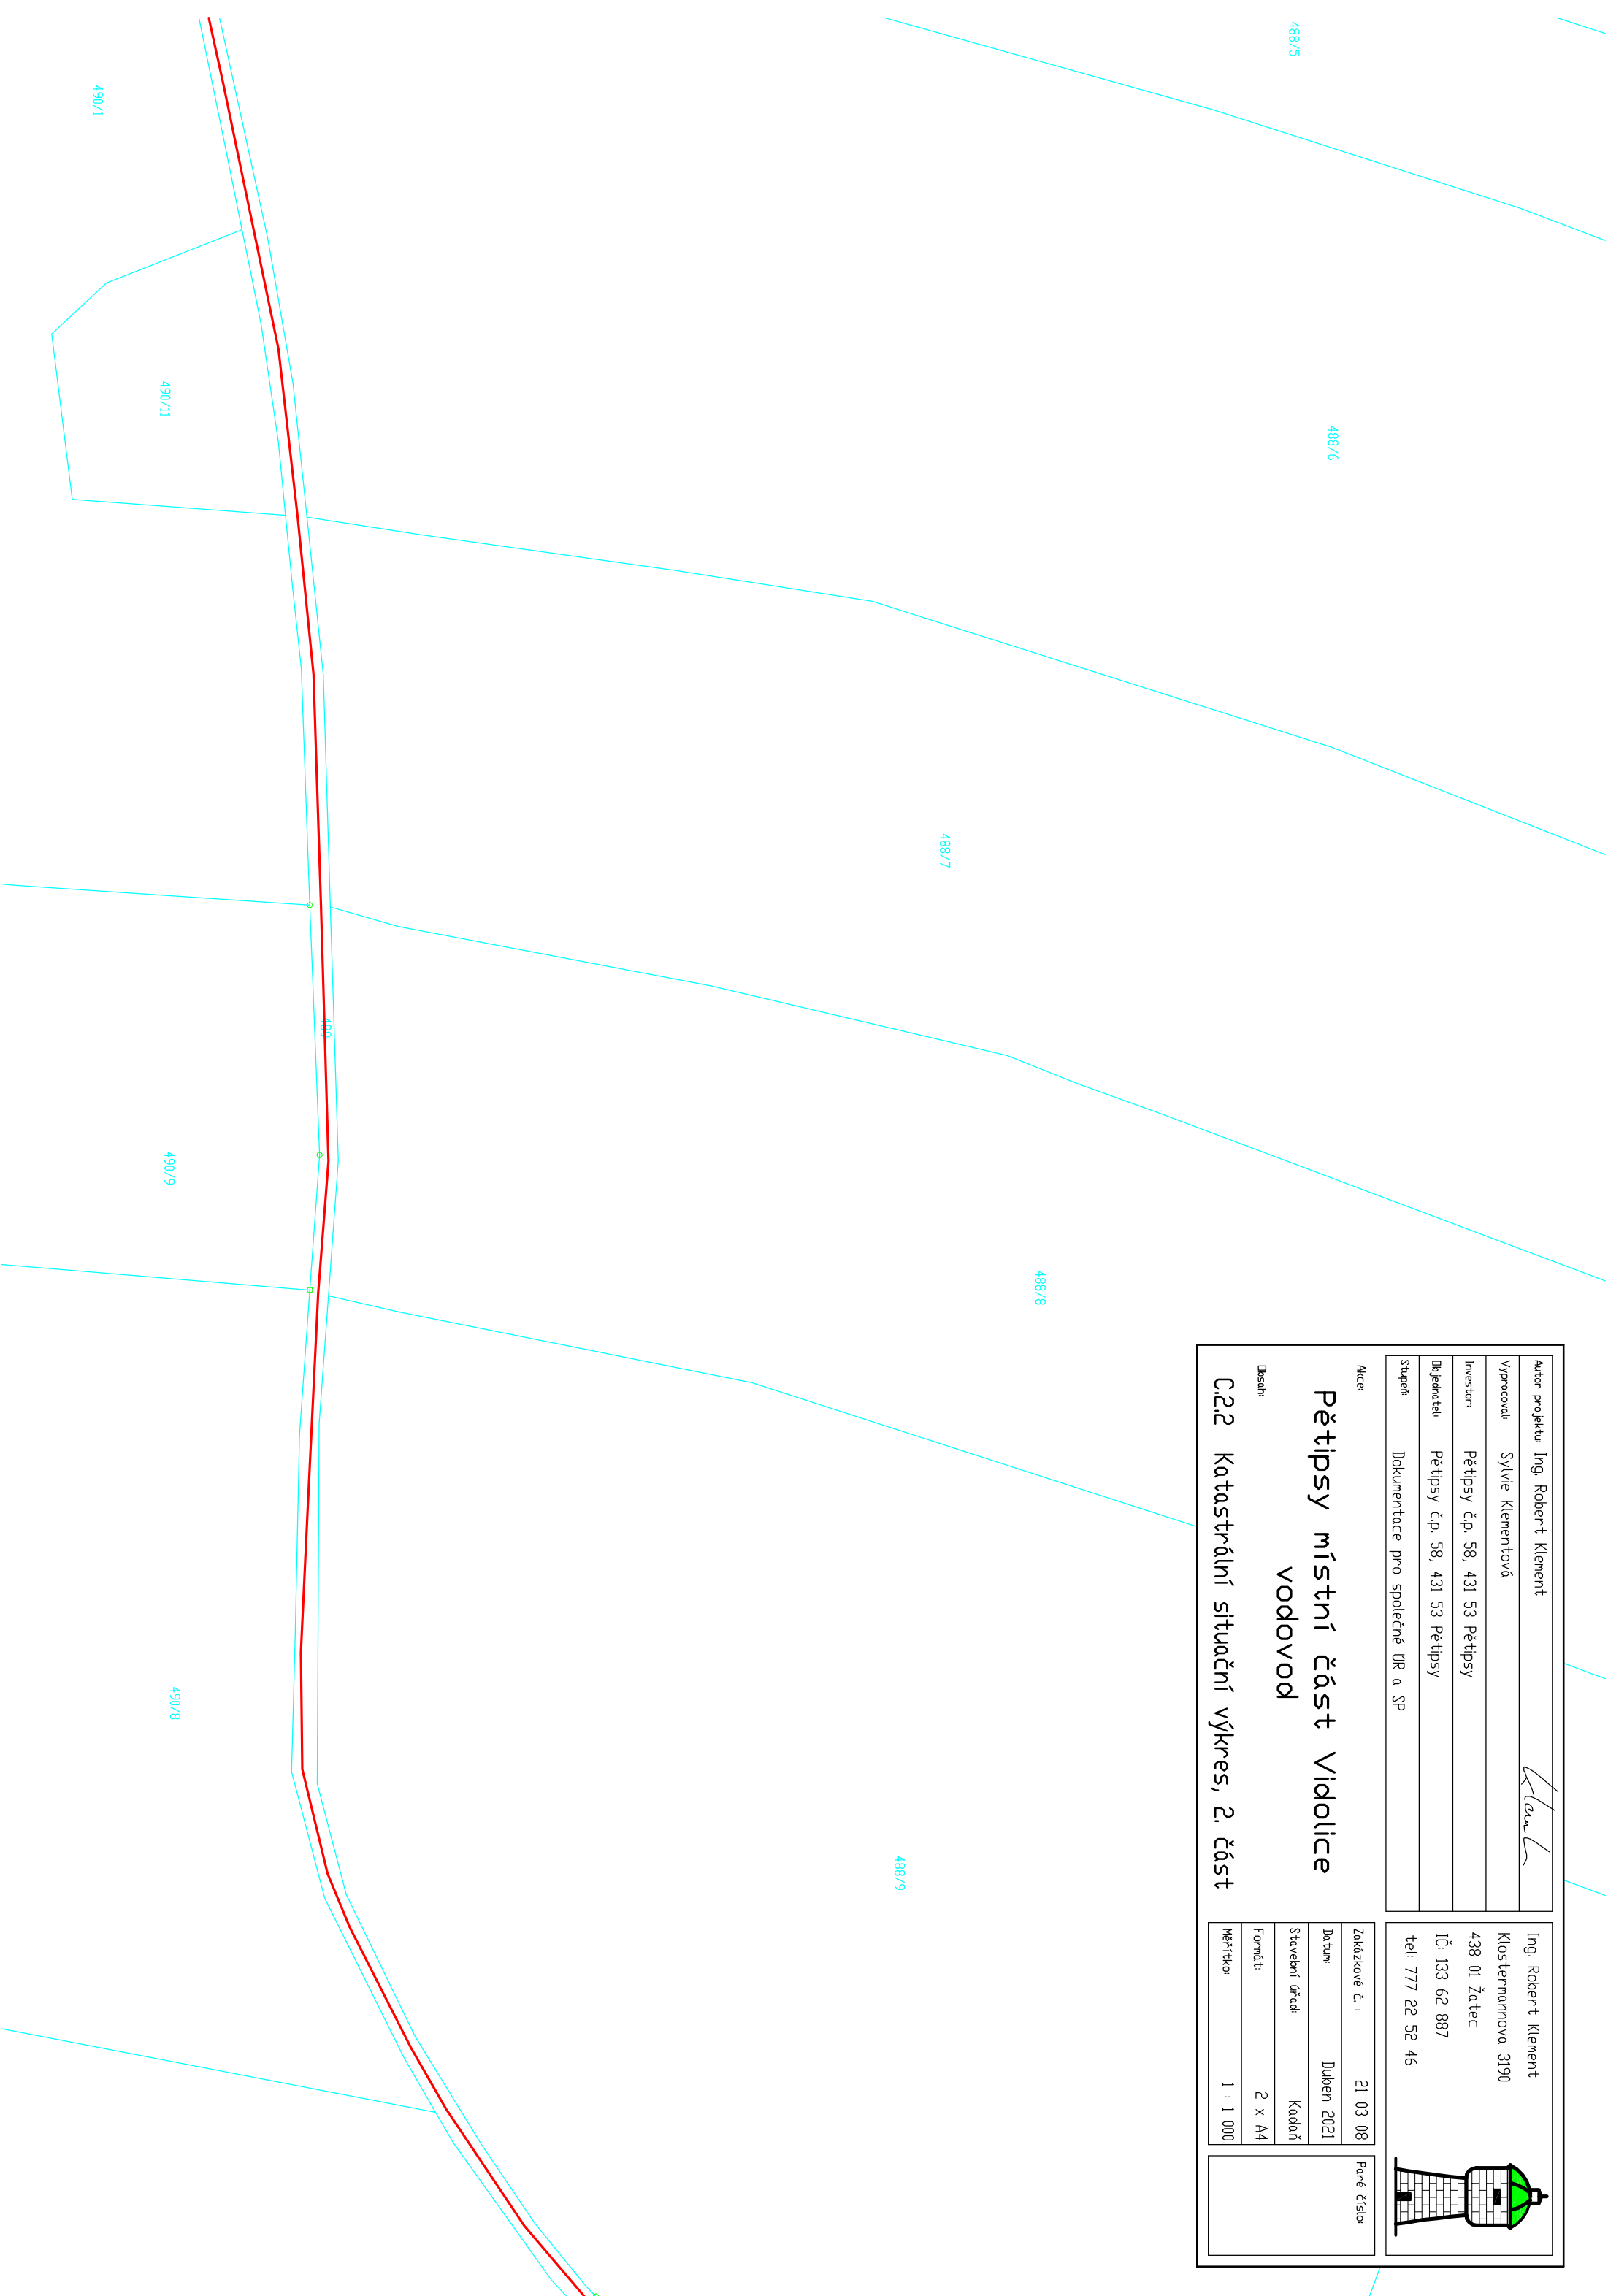 488/5
490/1
490/11
488/6
488/7
489
490/9
488/8
490/8
488/9
Autor projektu: Ing. Robert Klement
Vypracoval: Sylvie Klementová
Investor: Pětipsy č.p. 58, 431 53 Pětipsy
Objednatel: Pětipsy č.p. 58, 431 53 Pětipsy
Stupeň: Dokumentace pro společné ÚR a SP
Ing. Robert Klement
Klostermannova 3190
438 01 Žatec
IČ: 133 62 887
tel: 777 22 52 46
Akce:
Pětipsy místní část Vidolice
vodovod
Obsah:
C.2.2 Katastrální situační výkres, 2. část
Zakázkové č. : 21 03 08
Datum: Duben 2021
Stavební úřad: Kadaň
Formát: 2 x A4
Měřítko: 1 : 1 000
Paré číslo: